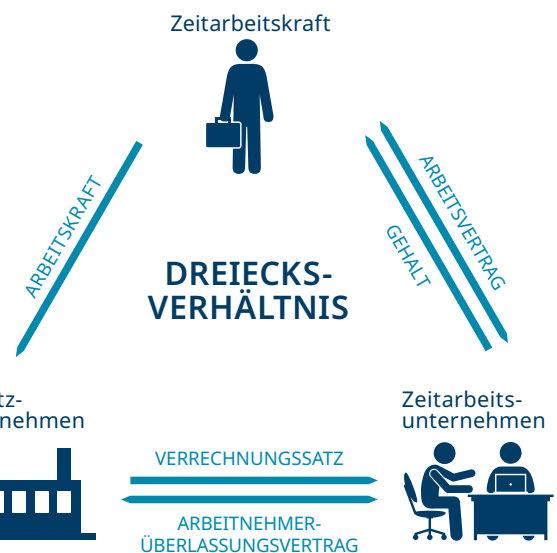 Zeitarbeitskraft
ARBEITSKRAFT
ARBEITSVERTRAG
GEHALT
DREIECKS-
VERHÄLTNIS
Zeitarbeits-
unternehmen
VERRECHNUNGSSATZ
ARBEITNEHMER-
ÜBERLASSUNGSVERTRAG